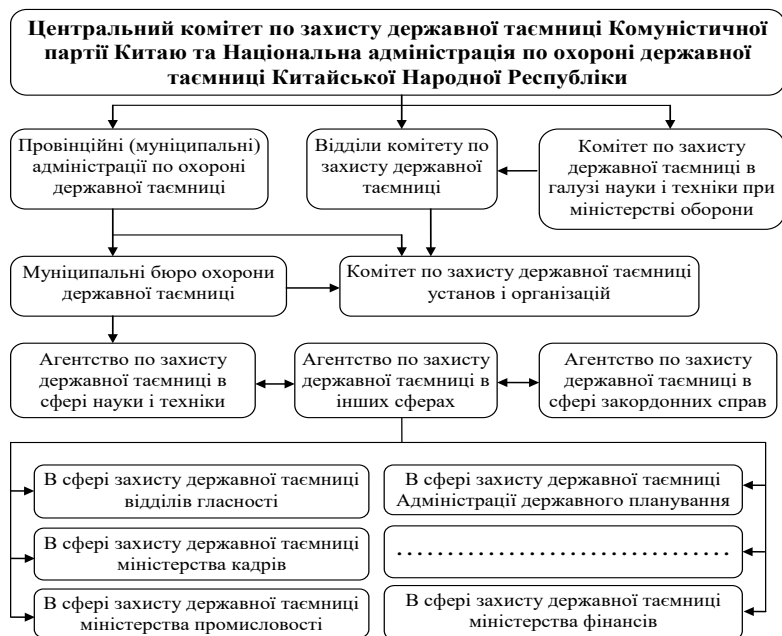 Центральний комітет по захисту державної таємниці Комуністичної
партії Китаю та Національна адміністрація по охороні державної
таємниці Китайської Народної Республіки
Провінційні (муніципальні)
адміністрації по охороні
державної таємниці
Відділи комітету по
захисту державної
таємниці
Комітет по захисту
державної таємниці в
галузі науки і техніки при
міністерстві оборони
Муніципальні бюро охорони
державної таємниці
Комітет по захисту державної таємниці
установ і організацій
Агентство по захисту
державної таємниці в
сфері науки і техніки
Агентство по захисту
державної таємниці в
інших сферах
Агентство по захисту
державної таємниці в
сфері закордонних справ
В сфері захисту державної таємниці
відділів гласності
В сфері захисту державної таємниці
Адміністрації державного планування
В сфері захисту державної таємниці
міністерства кадрів
. . . . . . . . . . . . . . . . . . . . . . . . . . . . . . . . . .
В сфері захисту державної таємниці
міністерства промисловості
В сфері захисту державної таємниці
міністерства фінансів